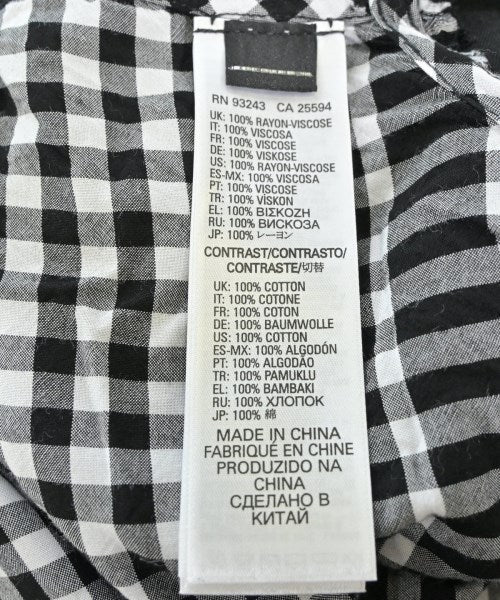 RN 93243 CA 25594
UK: 100% RAYON-VISCOSE
IT: 100% VISCOSA
FR: 100% VISCOSE
DE: 100% VISKOSE
US: 100% RAYON-VISCOSE
ES-MX: 100% VISCOSA
PT: 100% VISCOSE
TR: 100% VİSKON
EL: 100% ΒΙΣΚΟΖΗ
RU: 100% ВИСКОЗА
JP: 100% レーヨン
CONTRAST/CONTRASTO/
CONTRASTE/切替
UK: 100% COTTON
IT: 100% COTONE
FR: 100% COTON
DE: 100% BAUMWOLLE
US: 100% COTTON
ES-MX: 100% ALGODÓN
PT: 100% ALGODÃO
TR: 100% PAMUKLU
EL: 100% BAMBAKI
RU: 100% ХЛОПОК
JP: 100% 綿
MADE IN CHINA
FABRIQUÉ EN CHINE
PRODUZIDO NA
CHINA
СДЕЛАНО В
КИТАЙ